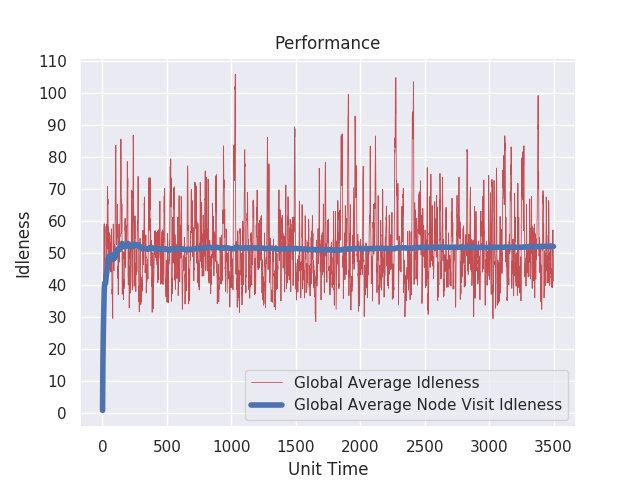 Performance
110
100
90
80
70
60
50
40
30
20
10
0
Idleness
Global Average Idleness
Global Average Node Visit Idleness
0 500 1000 1500 2000 2500 3000 3500
Unit Time